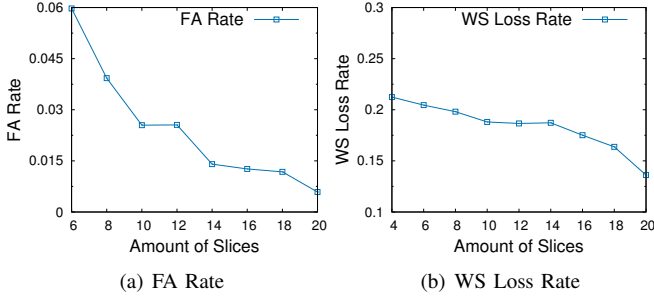 FA Rate
0.06
0.045
0.03
0.015
0
FA Rate
6 8 10 12 14 16 18 20
Amount of Slices
(a) FA Rate
WS Loss Rate
0.3
0.25
0.2
0.15
0.1
WS Loss Rate
4 6 8 10 12 14 16 18 20
Amount of Slices
(b) WS Loss Rate